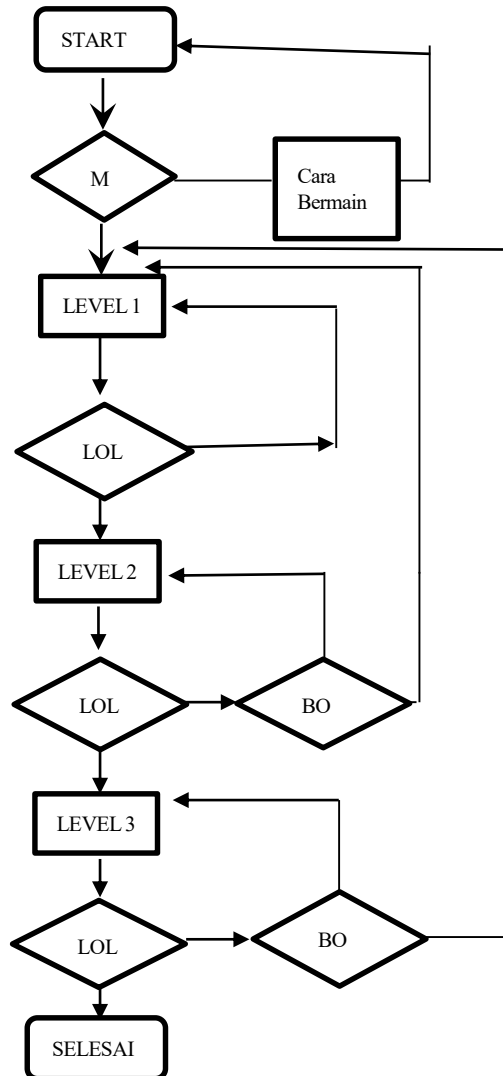 START
M
Cara
Bermain
LEVEL 1
LOL
LEVEL 2
LOL
BO
LEVEL 3
LOL
BO
SELESAI